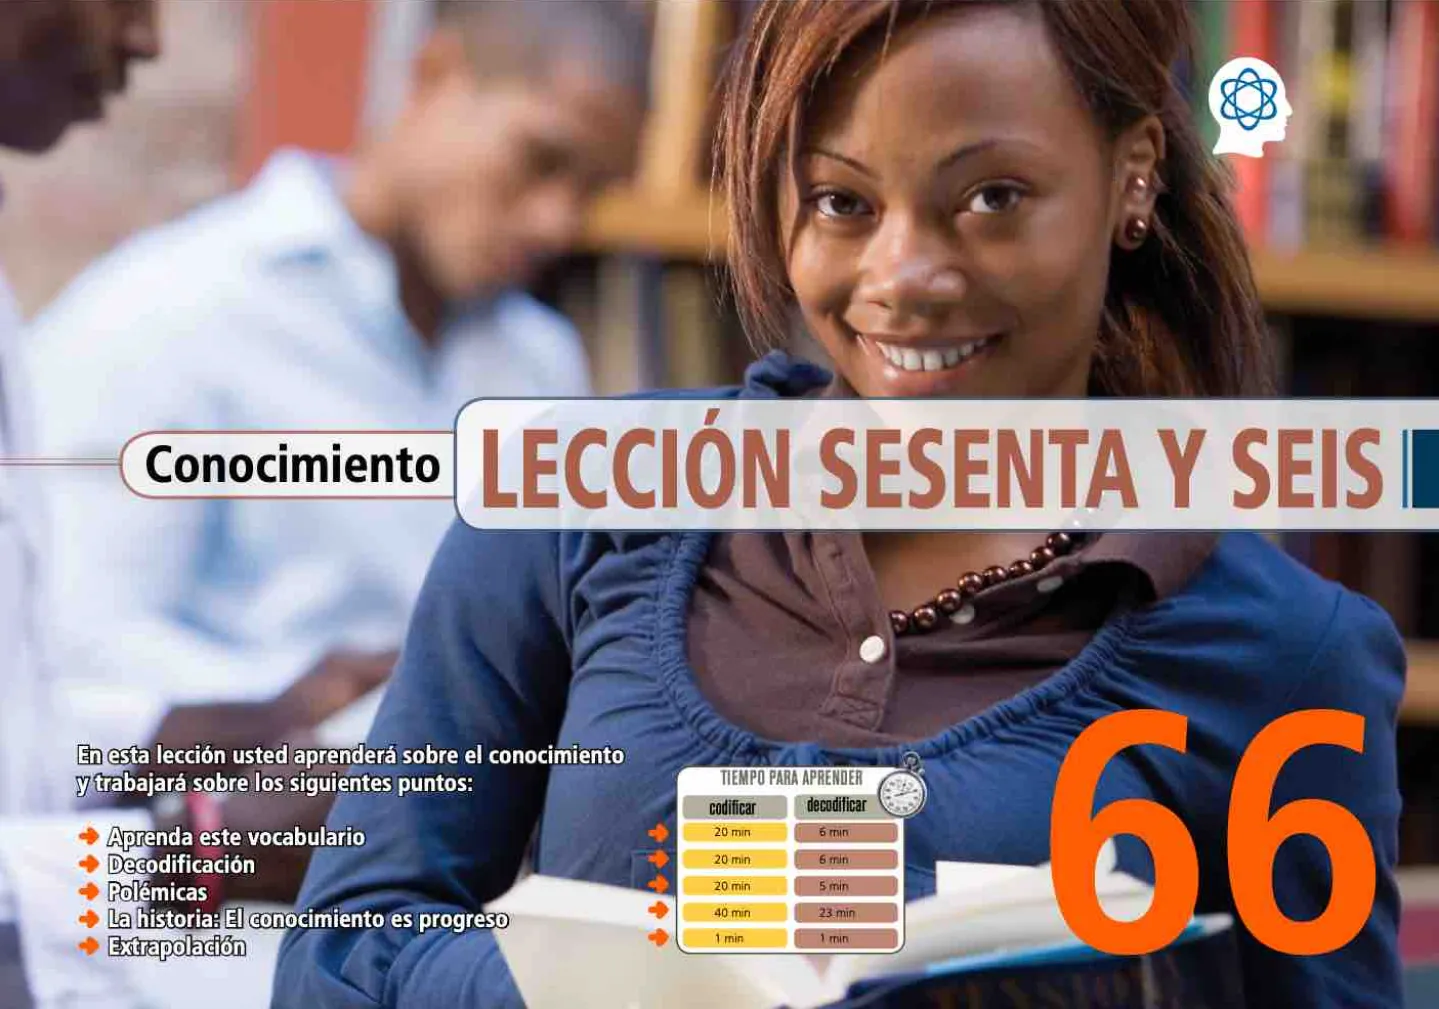 Conocimiento
LECCIÓN SESENTA Y SEIS
En esta lección usted aprenderá sobre el conocimiento
y trabajará sobre los siguientes puntos:
Aprenda este vocabulario
Decodificación
Polémicas
La historia: El conocimiento es progreso
Extrapolación
TIEMPO PARA APRENDER
codificar decodificar
20 min 6 min
20 min 6 min
20 min 5 min
40 min 23 min
1 min 1 min
66